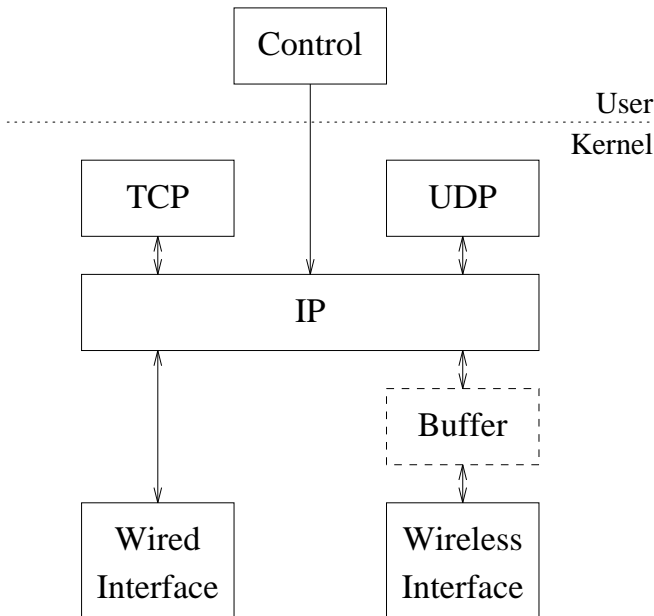 Control
User
Kernel
TCP
UDP
IP
Buffer
Wired
Interface
Wireless
Interface